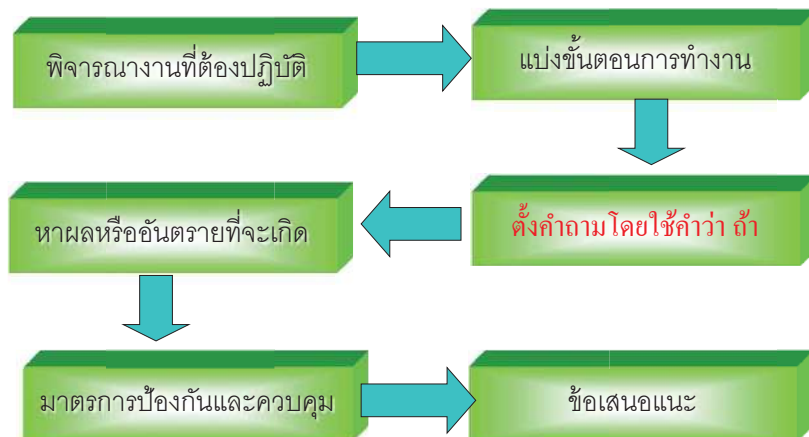 พิจารณางานที่ต้องปฏิบัติ
แบ่งขั้นตอนการทำงาน
ตั้งคำถามโดยใช้คำว่า ถ้า
หาผลหรืออันตรายที่จะเกิด
มาตรการป้องกันและควบคุม
ข้อเสนอแนะ